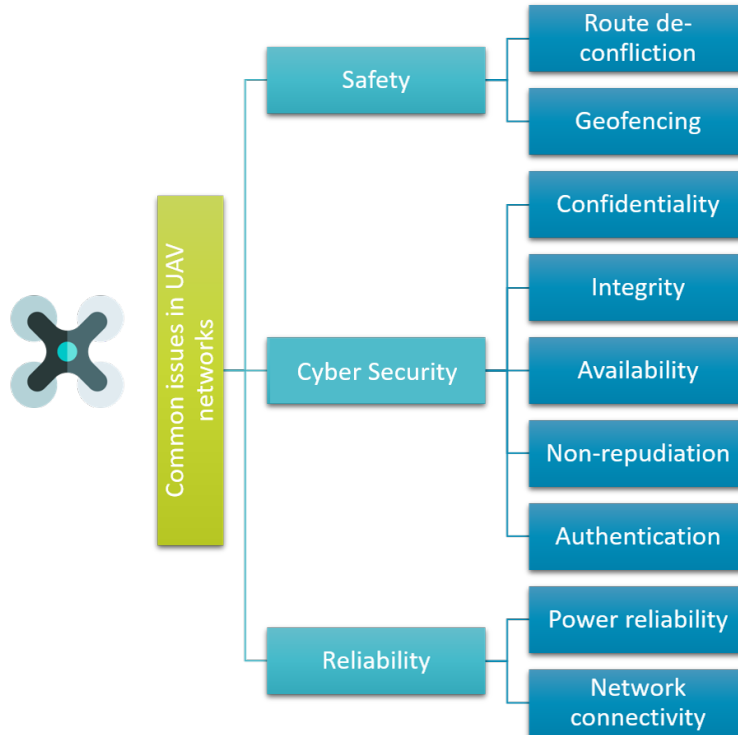 Common issues in UAV
networks
Safety
Route de-
confliction
Geofencing
Cyber Security
Confidentiality
Integrity
Availability
Non-repudiation
Authentication
Reliability
Power reliability
Network
connectivity